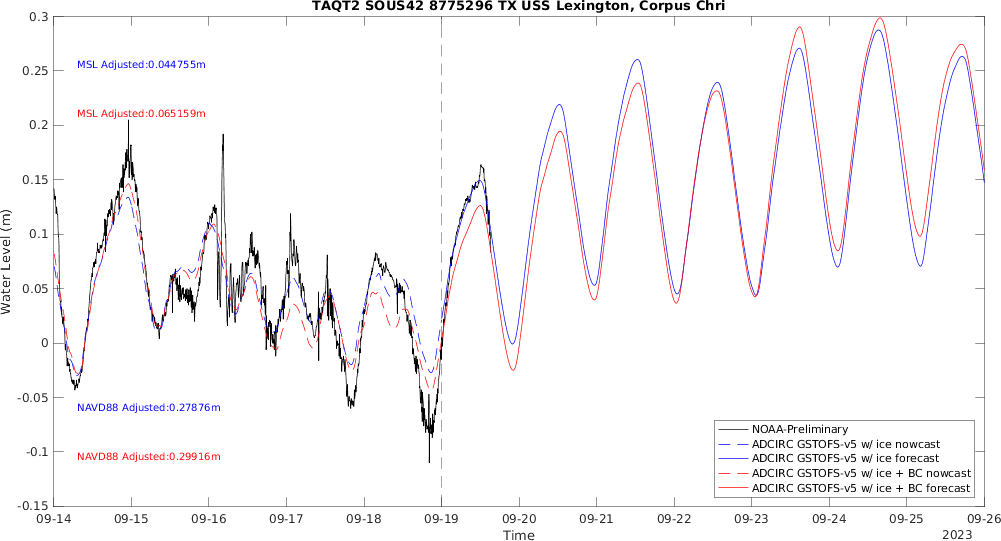 TAQT2 SOUS42 8775296 TX USS Lexington, Corpus Chri
0.3
0.25
0.2
0.15
0.1
0.05
0
-0.05
-0.1
-0.15
Water Level (m)
MSL Adjusted:0.044755m
MSL Adjusted:0.065159m
NAVD88 Adjusted:0.27876m
NAVD88 Adjusted:0.29916m
NOAA-Preliminary
ADCIRC GSTOFS-v5 w/ ice nowcast
ADCIRC GSTOFS-v5 w/ ice forecast
ADCIRC GSTOFS-v5 w/ ice + BC nowcast
ADCIRC GSTOFS-v5 w/ ice + BC forecast
09-14 09-15 09-16 09-17 09-18 09-19 09-20 09-21 09-22 09-23 09-24 09-25 09-26
Time
2023